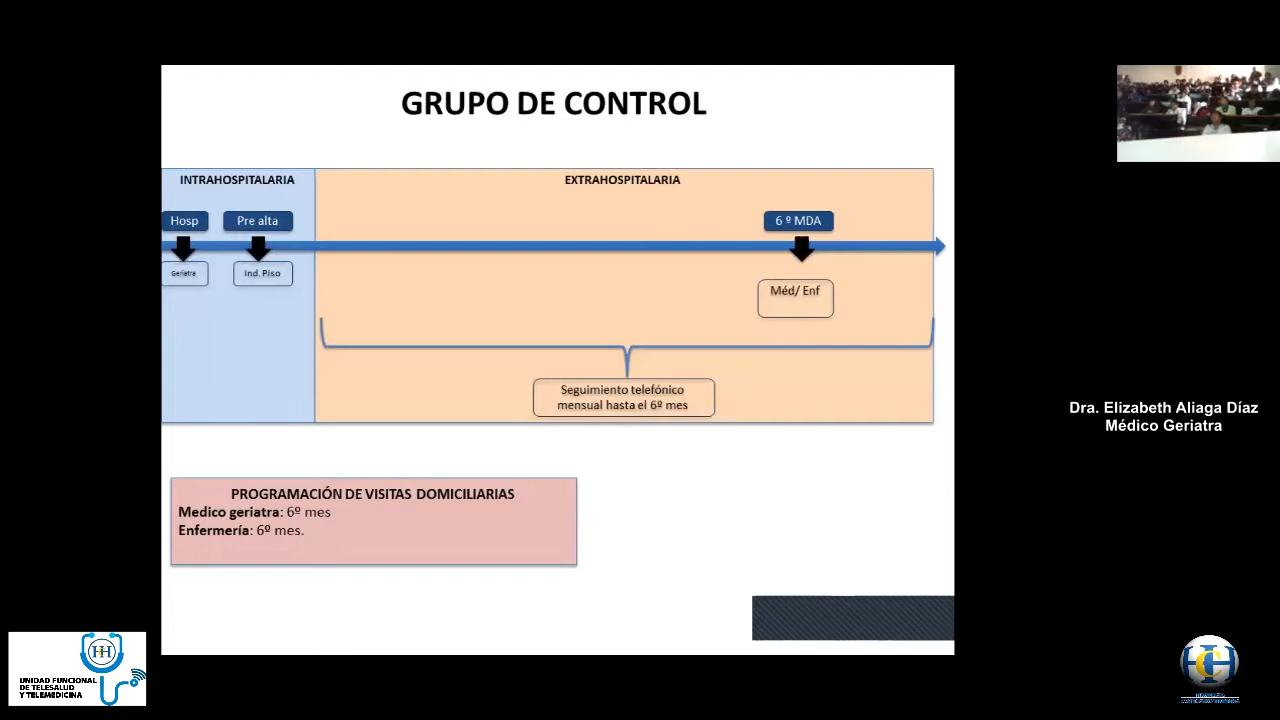 GRUPO DE CONTROL
INTRAHOSPITALARIA
EXTRAHOSPITALARIA
Hosp
Pre alta
6 º MDA
Geriatra
Ind. Piso
Méd/ Enf
Seguimiento telefónico
mensual hasta el 6º mes
Dra. Elizabeth Aliaga Díaz
Médico Geriatra
PROGRAMACIÓN DE VISITAS DOMICILIARIAS
Medico geriatra: 6º mes
Enfermería: 6º mes.
UNIDAD FUNCIONAL
DE TELESALUD
Y TELEMEDICINA